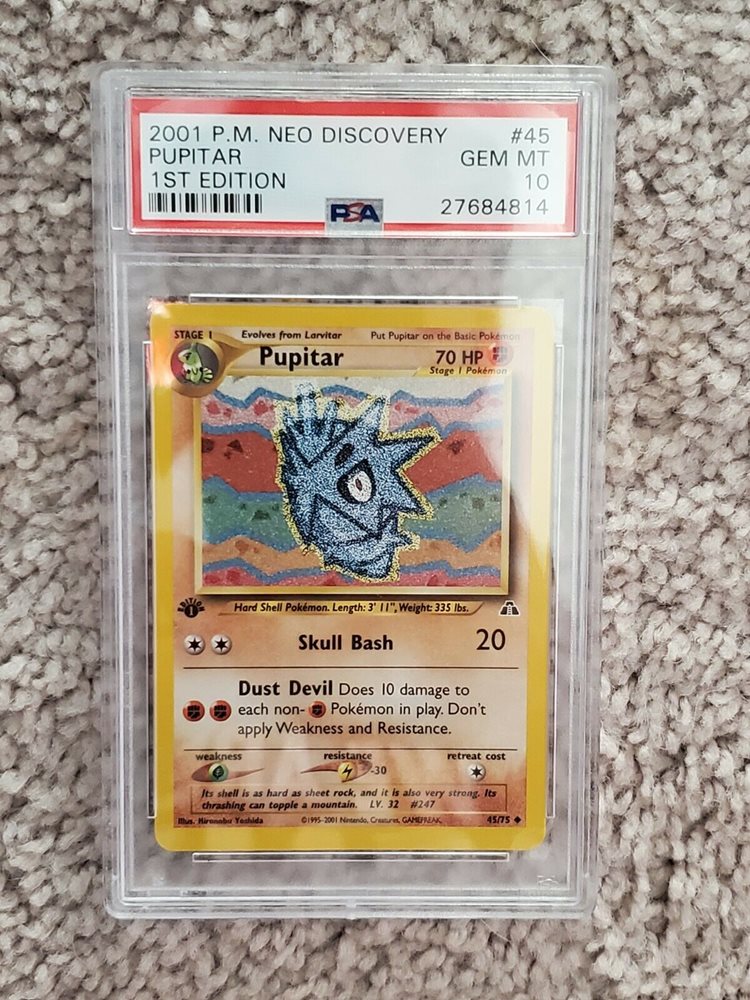 2001 P.M. NEO DISCOVERY #45
PUPITAR GEM MT
1ST EDITION 10
PSA 27684814
STAGE 1 Evolves from Larvitar Put Pupitar on the Basic Pokémon
Pupitar 70 HP
Stage 1 Pokémon
EDITION 1
Hard Shell Pokémon. Length: 3' 11", Weight: 335 lbs.
Skull Bash 20
Dust Devil Does 10 damage to
each non- Pokémon in play. Don't
apply Weakness and Resistance.
weakness resistance retreat cost
-30
Its shell is as hard as sheet rock, and it is also very strong. Its
thrashing can topple a mountain. LV. 32 #247
Illus. Hironobu Yoshida ©1995-2001 Nintendo, Creatures, GAMEFREAK. 45/75